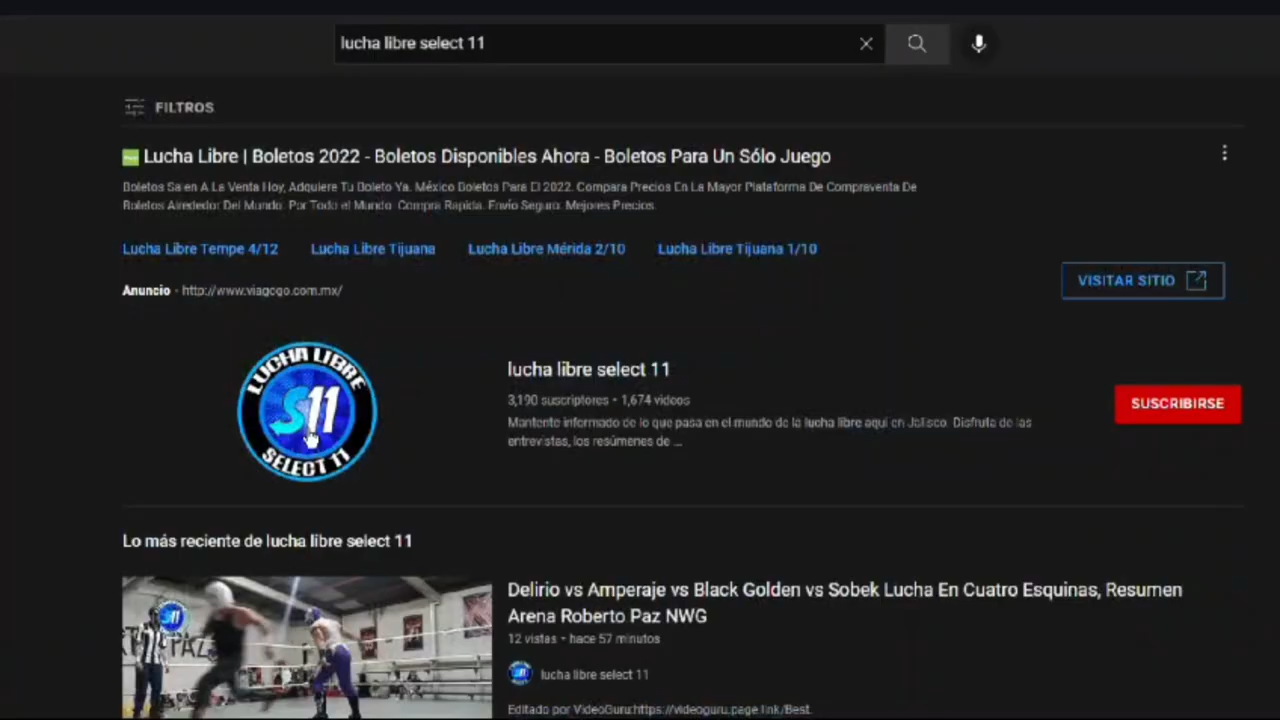 lucha libre select 11
FILTROS
Lucha Libre | Boletos 2022 - Boletos Disponibles Ahora - Boletos Para Un Sólo Juego
Boletos Sa en A La Venta Hoy, Adquiere Tu Boleto Ya. México Boletos Para El 2022. Compara Precios En La Mayor Plataforma De Compraventa De
Boletos Alrededor Del Mundo. Por Todo el Mundo. Compra Rapida. Envío Seguro. Mejores Precios.
Lucha Libre Tempe 4/12 Lucha Libre Tijuana Lucha Libre Mérida 2/10 Lucha Libre Tijuana 1/10
VISITAR SITIO
Anuncio · http://www.viagogo.com.mx/
LUCHA LIBRE
S11
SELECT 11
lucha libre select 11
3,190 suscriptores • 1,674 videos
Mantente informado de lo que pasa en el mundo de la lucha libre aqui en Jalisco. Disfruta de las
entrevistas, los resúmenes de ...
SUSCRIBIRSE
Lo más reciente de lucha libre select 11
Delirio vs Amperaje vs Black Golden vs Sobek Lucha En Cuatro Esquinas, Resumen
Arena Roberto Paz NWG
12 vistas • hace 57 minutos
lucha libre select 11
Editado por VideoGuru:https://videoguru.page.link/Best
S11
PAZ